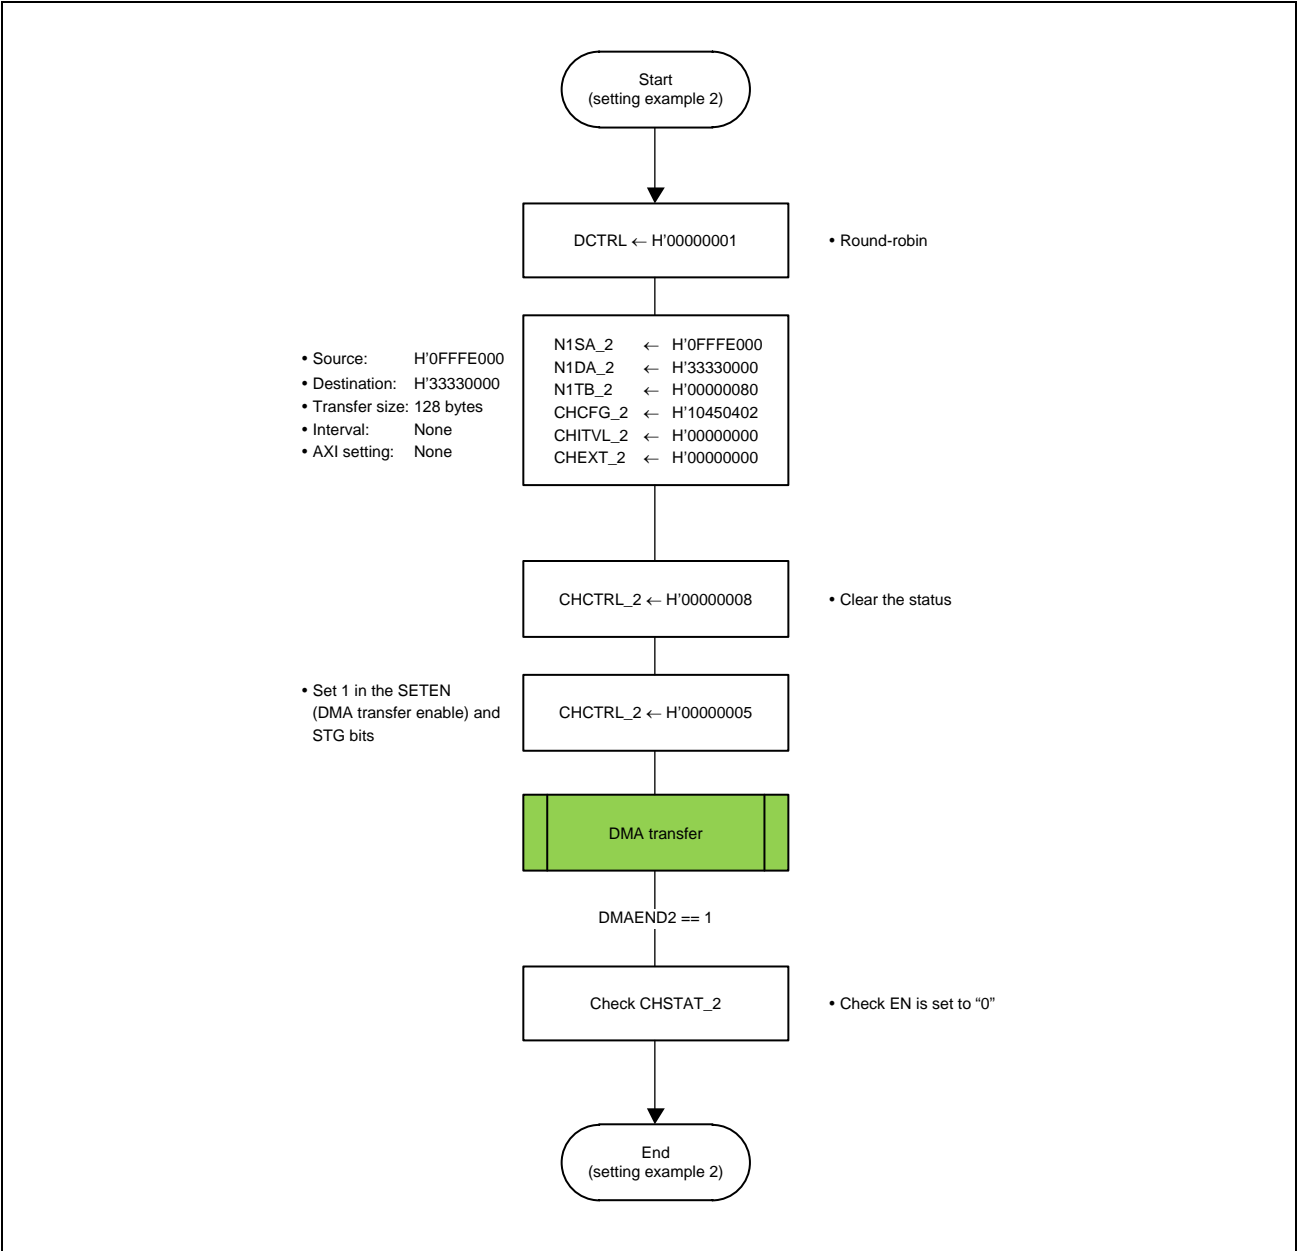 Start
(setting example 2)
DCTRL ← H'00000001
• Round-robin
• Source: H'0FFFE000
• Destination: H'33330000
• Transfer size: 128 bytes
• Interval: None
• AXI setting: None
N1SA_2 ← H'0FFFE000
N1DA_2 ← H'33330000
N1TB_2 ← H'00000080
CHCFG_2 ← H'10450402
CHITVL_2 ← H'00000000
CHEXT_2 ← H'00000000
CHCTRL_2 ← H'00000008
• Clear the status
• Set 1 in the SETEN
(DMA transfer enable) and
STG bits
CHCTRL_2 ← H'00000005
DMA transfer
DMAEND2 == 1
Check CHSTAT_2
• Check EN is set to “0”
End
(setting example 2)